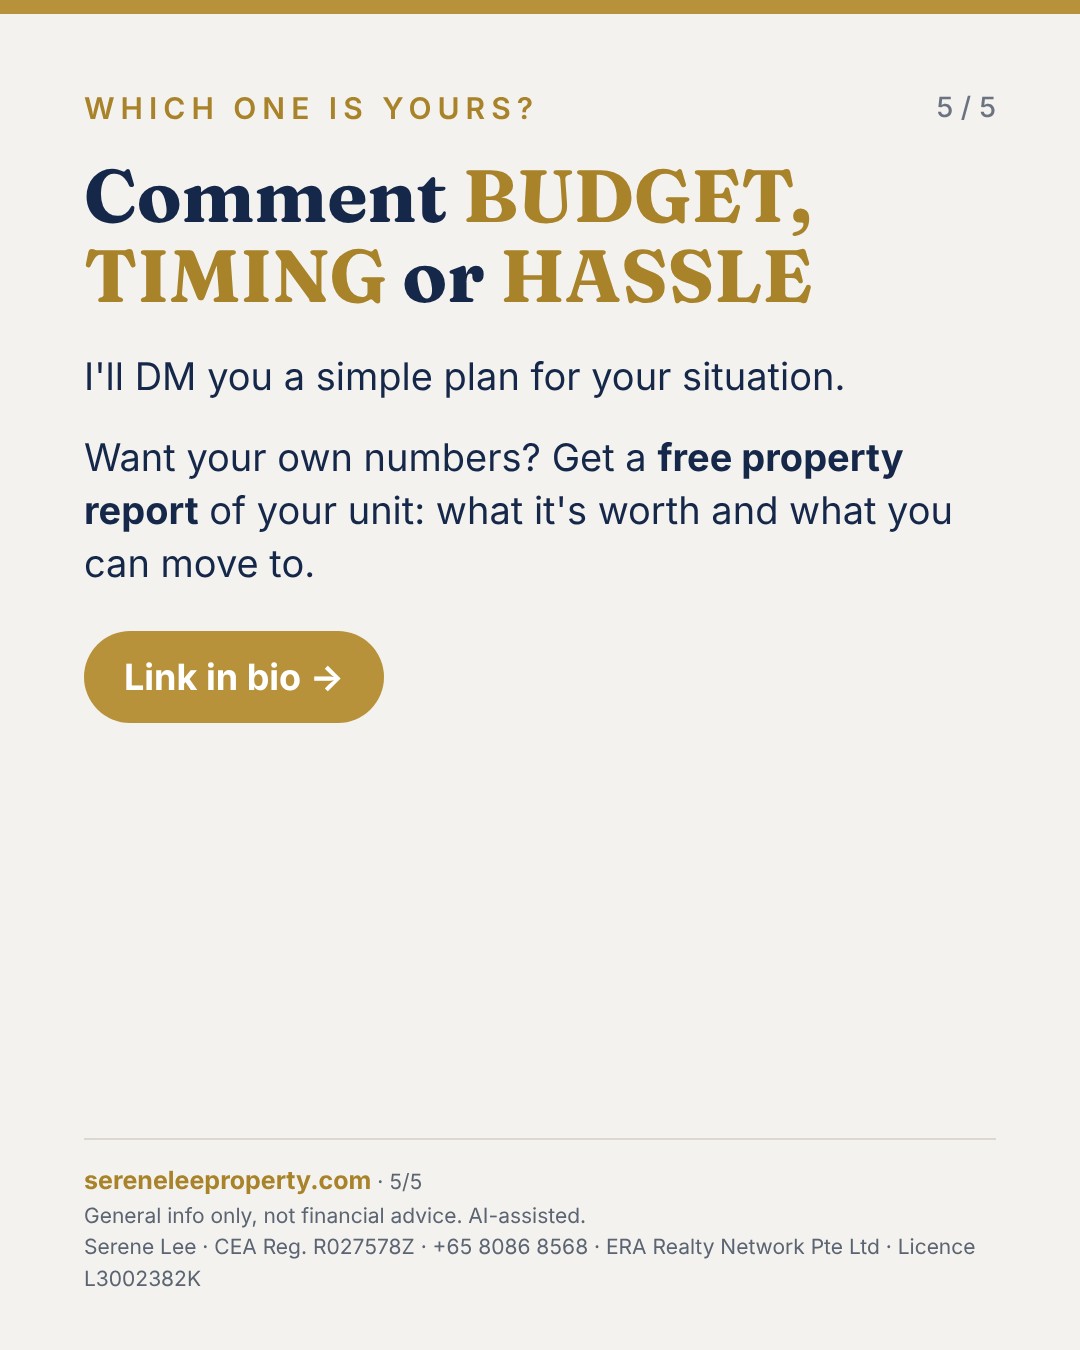 WHICH ONE IS YOURS?
5 / 5
Comment BUDGET,
TIMING or HASSLE
I'll DM you a simple plan for your situation.
Want your own numbers? Get a free property
report of your unit: what it's worth and what you
can move to.
Link in bio →
sereneleeproperty.com · 5/5
General info only, not financial advice. AI-assisted.
Serene Lee · CEA Reg. R027578Z · +65 8086 8568 · ERA Realty Network Pte Ltd · Licence
L3002382K